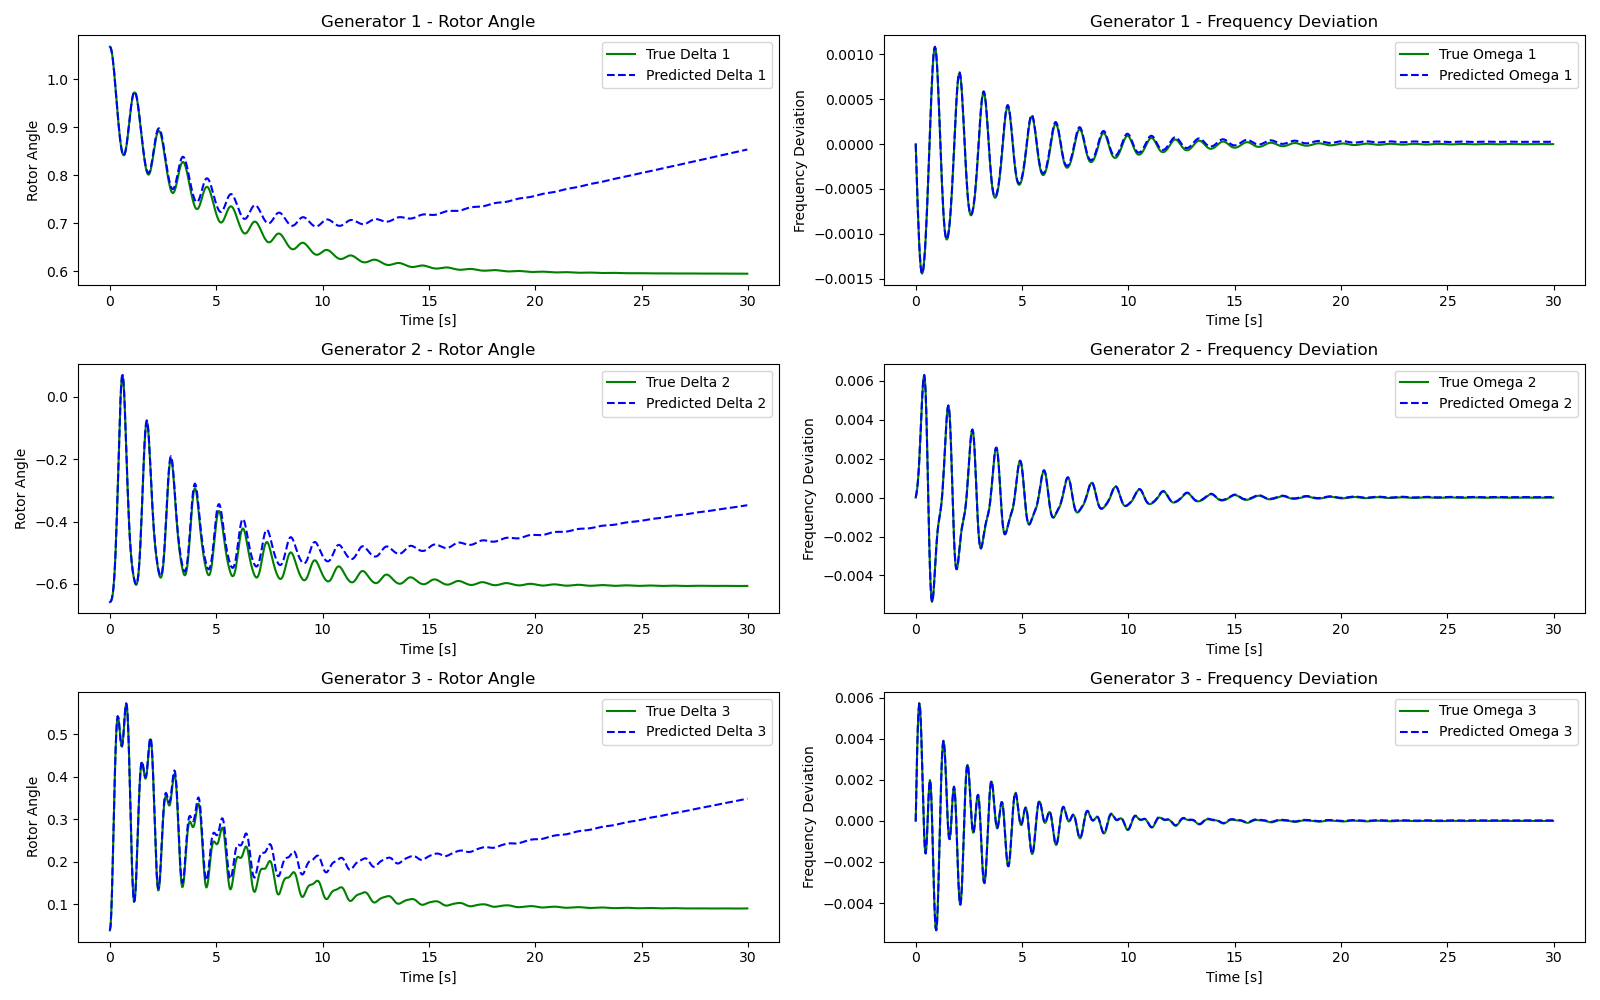 Generator 1 - Rotor Angle
True Delta 1
Predicted Delta 1
Rotor Angle
1.0
0.9
0.8
0.7
0.6
0 5 10 15 20 25 30
Time [s]
Generator 1 - Frequency Deviation
True Omega 1
Predicted Omega 1
Frequency Deviation
0.0010
0.0005
0.0000
−0.0005
−0.0010
−0.0015
0 5 10 15 20 25 30
Time [s]
Generator 2 - Rotor Angle
True Delta 2
Predicted Delta 2
Rotor Angle
0.0
−0.2
−0.4
−0.6
0 5 10 15 20 25 30
Time [s]
Generator 2 - Frequency Deviation
True Omega 2
Predicted Omega 2
Frequency Deviation
0.006
0.004
0.002
0.000
−0.002
−0.004
0 5 10 15 20 25 30
Time [s]
Generator 3 - Rotor Angle
True Delta 3
Predicted Delta 3
Rotor Angle
0.5
0.4
0.3
0.2
0.1
0 5 10 15 20 25 30
Time [s]
Generator 3 - Frequency Deviation
True Omega 3
Predicted Omega 3
Frequency Deviation
0.006
0.004
0.002
0.000
−0.002
−0.004
0 5 10 15 20 25 30
Time [s]